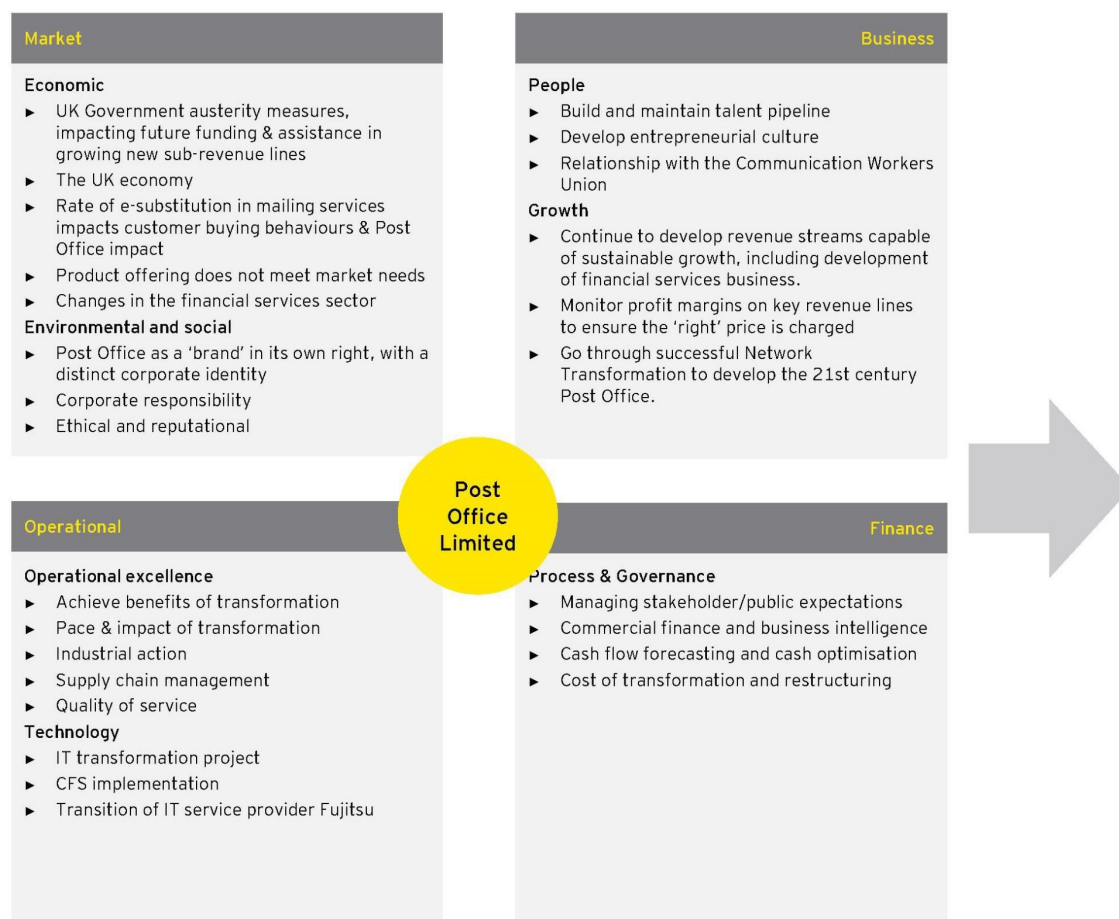 Market
Economic
► UK Government austerity measures,
impacting future funding & assistance in
growing new sub-revenue lines
► The UK economy
► Rate of e-substitution in mailing services
impacts customer buying behaviours & Post
Office impact
► Product offering does not meet market needs
► Changes in the financial services sector
Environmental and social
► Post Office as a ‘brand’ in its own right, with a
distinct corporate identity
► Corporate responsibility
► Ethical and reputational
Business
People
► Build and maintain talent pipeline
► Develop entrepreneurial culture
► Relationship with the Communication Workers
Union
Growth
► Continue to develop revenue streams capable
of sustainable growth, including development
of financial services business.
► Monitor profit margins on key revenue lines
to ensure the ‘right’ price is charged
► Go through successful Network
Transformation to develop the 21st century
Post Office.
Post
Office
Limited
Operational
Operational excellence
► Achieve benefits of transformation
► Pace & impact of transformation
► Industrial action
► Supply chain management
► Quality of service
Technology
► IT transformation project
► CFS implementation
► Transition of IT service provider Fujitsu
Finance
Process & Governance
► Managing stakeholder/public expectations
► Commercial finance and business intelligence
► Cash flow forecasting and cash optimisation
► Cost of transformation and restructuring